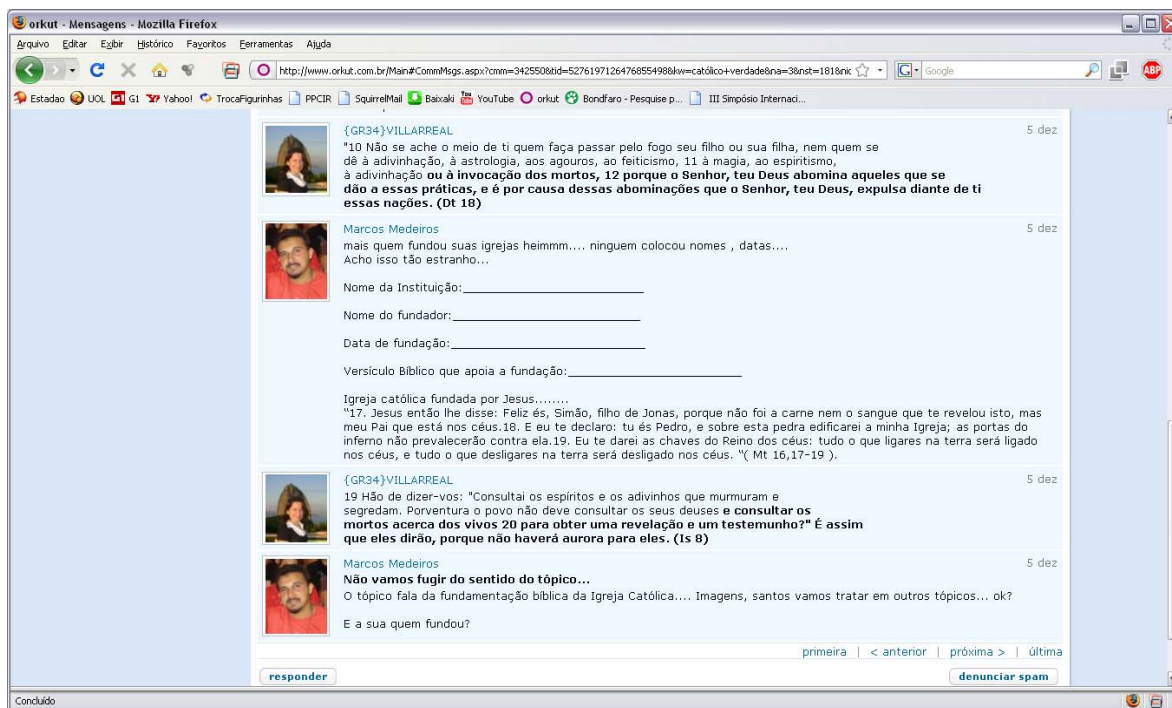 orkut - Mensagens - Mozilla Firefox
Arquivo Editar Exibir Histórico Favoritos Ferramentas Ajuda
http://www.orkut.com.br/Main#CommMsgs.aspx?cmm=342550&tid=5276197126476855498&kw=católico+verdade&na=3&nst=181&nic
Google
ABP
Estadao UOL G1 Yahoo! TrocaFigurinhas PPCIR SquirrelMail Baixaki YouTube orkut Bondfaro - Pesquise p... III Simpósio Internaci...
{GR34}VILLARREAL 5 dez
"10 Não se ache o meio de ti quem faça passar pelo fogo seu filho ou sua filha, nem quem se
dê à adivinhação, à astrologia, aos agouros, ao feiticismo, 11 à magia, ao espiritismo,
à adivinhação ou à invocação dos mortos, 12 porque o Senhor, teu Deus abomina aqueles que se
dão a essas práticas, e é por causa dessas abominações que o Senhor, teu Deus, expulsa diante de ti
essas nações. (Dt 18)
Marcos Medeiros 5 dez
mais quem fundou suas igrejas heimmm.... ninguem colocou nomes , datas....
Acho isso tão estranho...
Nome da Instituição:___________________________
Nome do fundador:____________________________
Data de fundação:_____________________________
Versículo Bíblico que apoia a fundação:__________________________
Igreja católica fundada por Jesus........
"17. Jesus então lhe disse: Feliz és, Simão, filho de Jonas, porque não foi a carne nem o sangue que te revelou isto, mas
meu Pai que está nos céus.18. E eu te declaro: tu és Pedro, e sobre esta pedra edificarei a minha Igreja; as portas do
inferno não prevalecerão contra ela.19. Eu te darei as chaves do Reino dos céus: tudo o que ligares na terra será ligado
nos céus, e tudo o que desligares na terra será desligado nos céus. "( Mt 16,17-19 ).
{GR34}VILLARREAL 5 dez
19 Hão de dizer-vos: "Consultai os espíritos e os adivinhos que murmuram e
segredam. Porventura o povo não deve consultar os seus deuses e consultar os
mortos acerca dos vivos 20 para obter uma revelação e um testemunho?" É assim
que eles dirão, porque não haverá aurora para eles. (Is 8)
Marcos Medeiros 5 dez
Não vamos fugir do sentido do tópico...
O tópico fala da fundamentação bíblica da Igreja Católica.... Imagens, santos vamos tratar em outros tópicos... ok?
E a sua quem fundou?
primeira | < anterior | próxima > | última
responder denunciar spam
Concluído